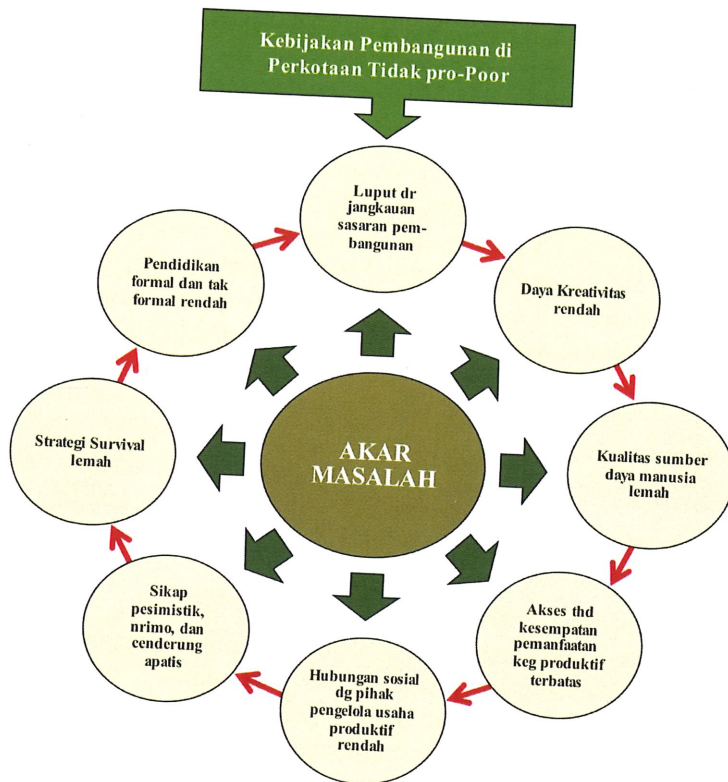 Kebijakan Pembangunan di
Perkotaan Tidak pro-Poor
Luput dr
jangkauan
sasaran pem-
bangunan
Daya Kreativitas
rendah
Kualitas sumber
daya manusia
lemah
Akses thd
kesempatan
pemanfaatan
keg produktif
terbatas
Hubungan sosial
dg pihak
pengelola usaha
produktif
rendah
Sikap
pesimistik,
nrimo, dan
cenderung
apatis
Strategi Survival
lemah
Pendidikan
formal dan tak
formal rendah
AKAR
MASALAH